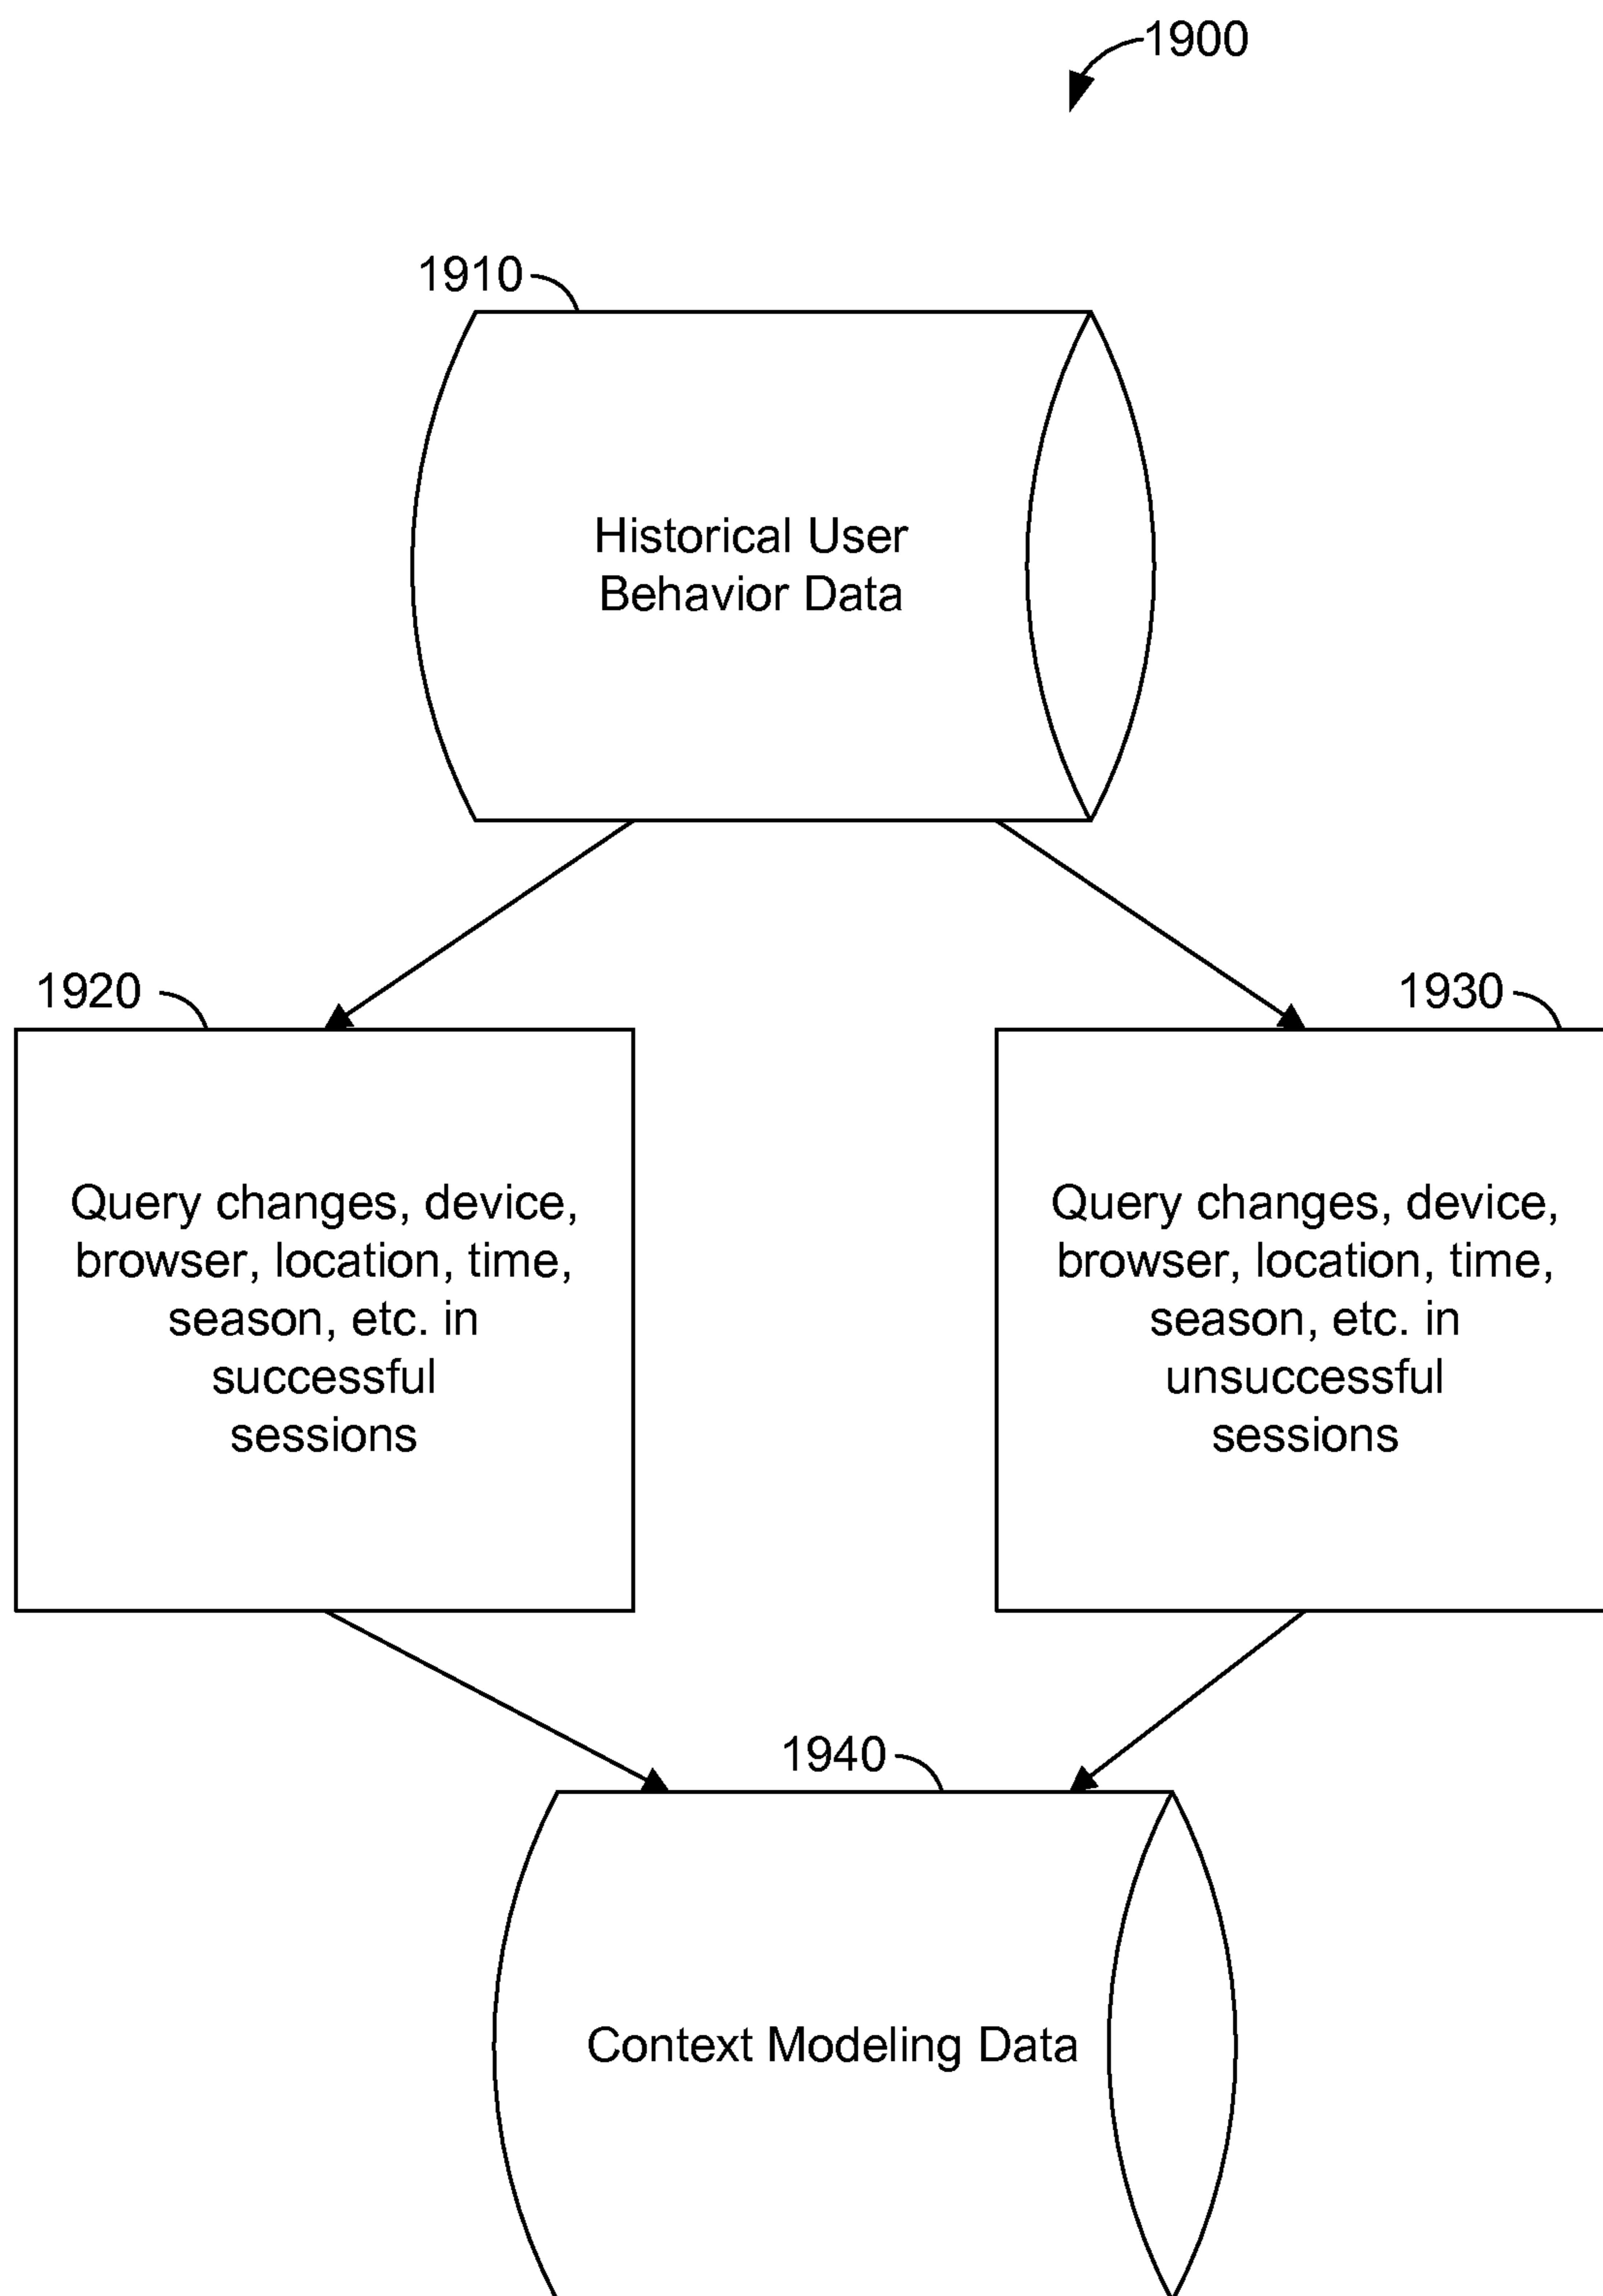 1900
1910
Historical User
Behavior Data
1920
Query changes, device,
browser, location, time,
season, etc. in
successful
sessions
1930
Query changes, device,
browser, location, time,
season, etc. in
unsuccessful
sessions
1940
Context Modeling Data